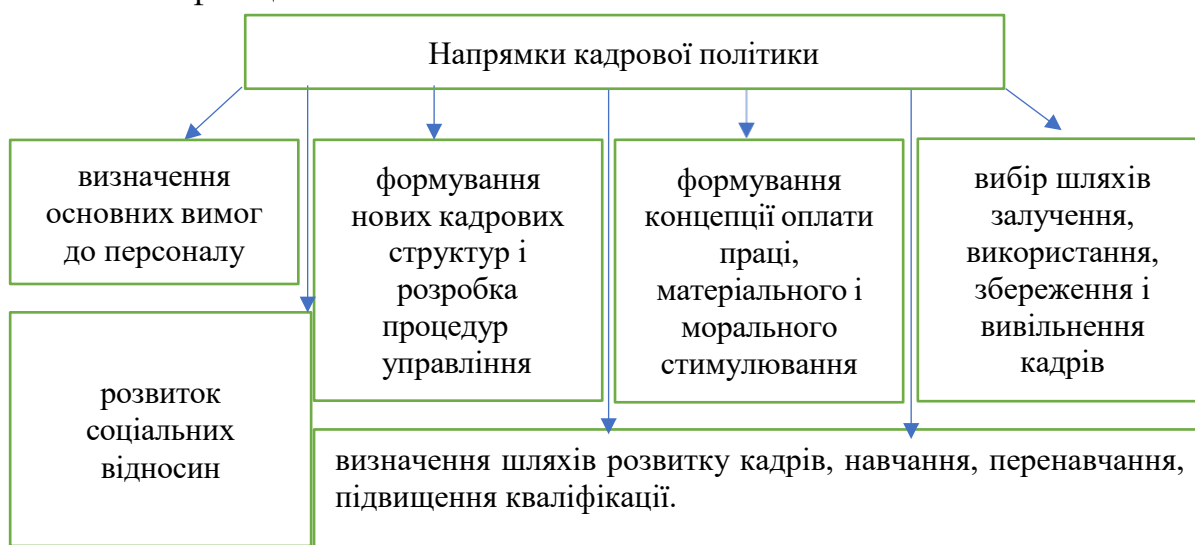 Напрямки кадрової політики
визначення
основних вимог
до персоналу
формування
нових кадрових
структур і
розробка
процедур
управління
формування
концепції оплати
праці,
матеріального і
морального
стимулювання
вибір шляхів
залучення,
використання,
збереження і
вивільнення
кадрів
розвиток
соціальних
відносин
визначення шляхів розвитку кадрів, навчання, перенавчання,
підвищення кваліфікації.